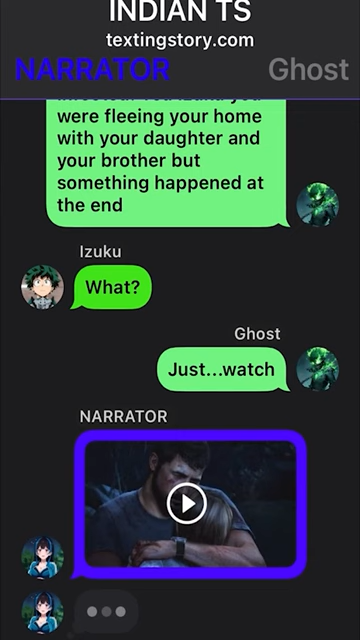 INDIAN TS
textingstory.com
NARRATOR Ghost
were fleeing your home
with your daughter and
your brother but
something happened at
the end
Izuku
What?
Ghost
Just...watch
NARRATOR